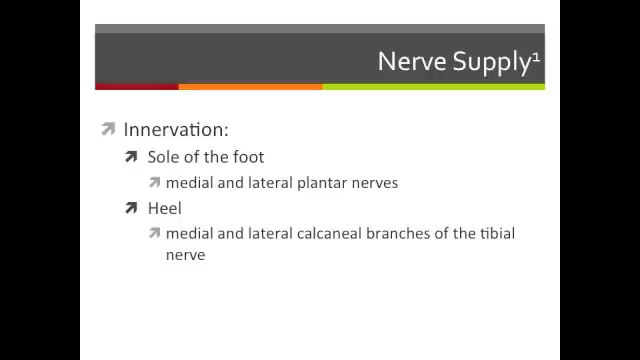 Nerve Supply¹
Innervation:
Sole of the foot
medial and lateral plantar nerves
Heel
medial and lateral calcaneal branches of the tibial
nerve